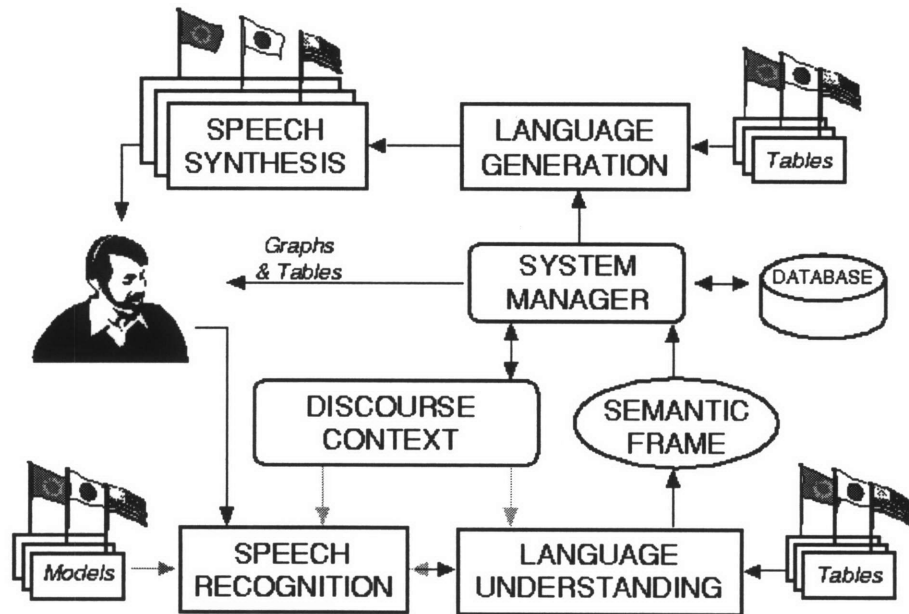 SPEECH
SYNTHESIS
LANGUAGE
GENERATION
Tables
Graphs
& Tables
SYSTEM
MANAGER
DATABASE
DISCOURSE
CONTEXT
SEMANTIC
FRAME
Models
SPEECH
RECOGNITION
LANGUAGE
UNDERSTANDING
Tables